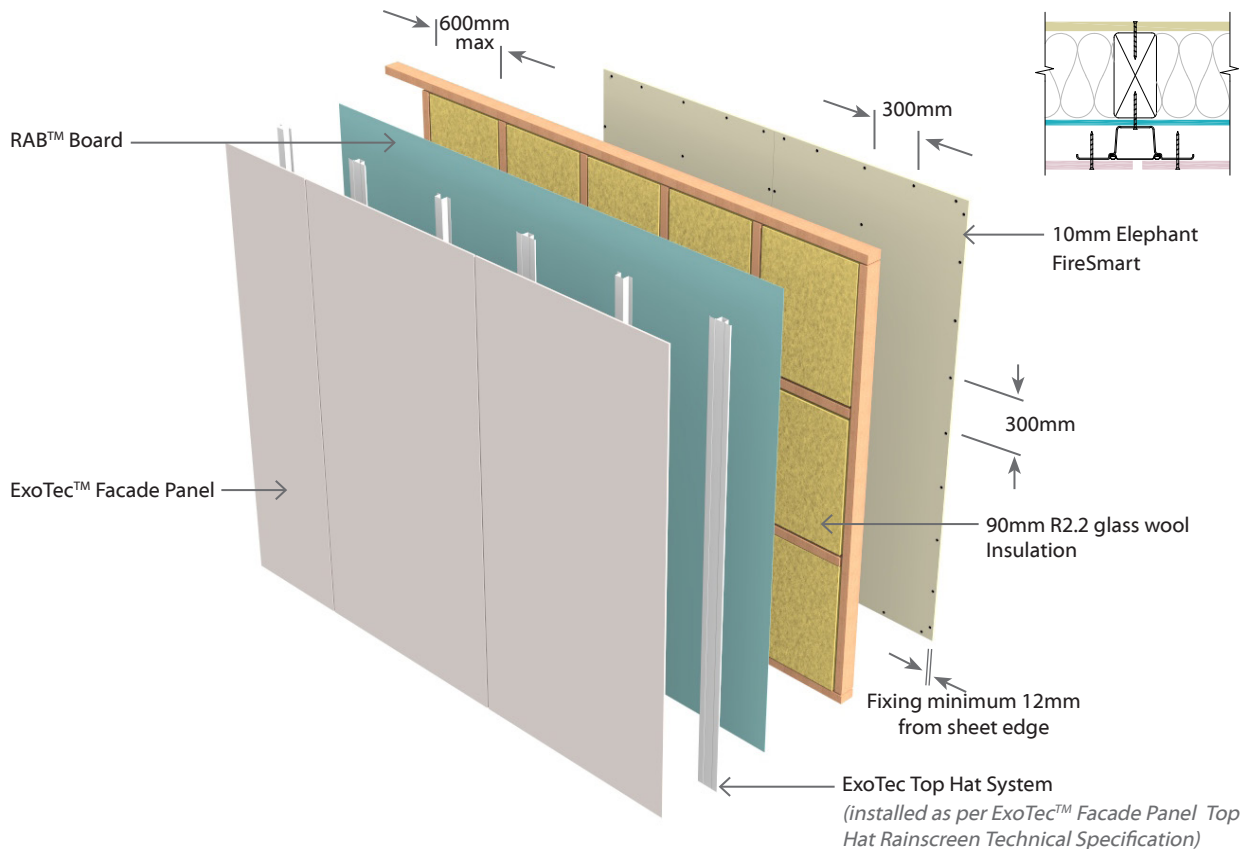 600mm
max
RAB™ Board
300mm
10mm Elephant
FireSmart
300mm
ExoTec™ Facade Panel
90mm R2.2 glass wool
Insulation
Fixing minimum 12mm
from sheet edge
ExoTec Top Hat System
(installed as per ExoTec™ Facade Panel Top
Hat Rainscreen Technical Specification)